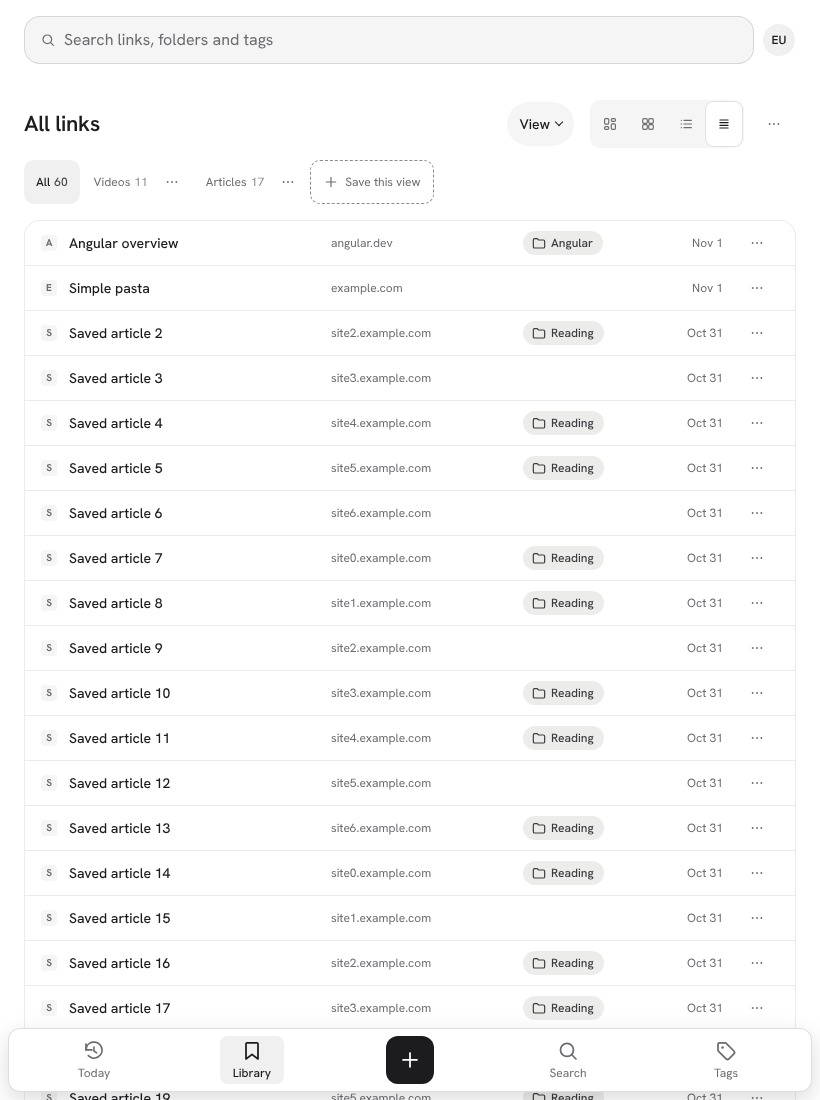 Search links, folders and tags
EU
All links
View
All 60
Videos 11
Articles 17
Save this view
A Angular overview angular.dev Angular Nov 1
E Simple pasta example.com Nov 1
S Saved article 2 site2.example.com Reading Oct 31
S Saved article 3 site3.example.com Oct 31
S Saved article 4 site4.example.com Reading Oct 31
S Saved article 5 site5.example.com Reading Oct 31
S Saved article 6 site6.example.com Oct 31
S Saved article 7 site0.example.com Reading Oct 31
S Saved article 8 site1.example.com Reading Oct 31
S Saved article 9 site2.example.com Oct 31
S Saved article 10 site3.example.com Reading Oct 31
S Saved article 11 site4.example.com Reading Oct 31
S Saved article 12 site5.example.com Oct 31
S Saved article 13 site6.example.com Reading Oct 31
S Saved article 14 site0.example.com Reading Oct 31
S Saved article 15 site1.example.com Oct 31
S Saved article 16 site2.example.com Reading Oct 31
S Saved article 17 site3.example.com Reading Oct 31
Today
Library
Search
Tags
Saved article 19 site5.example.com Reading Oct 31